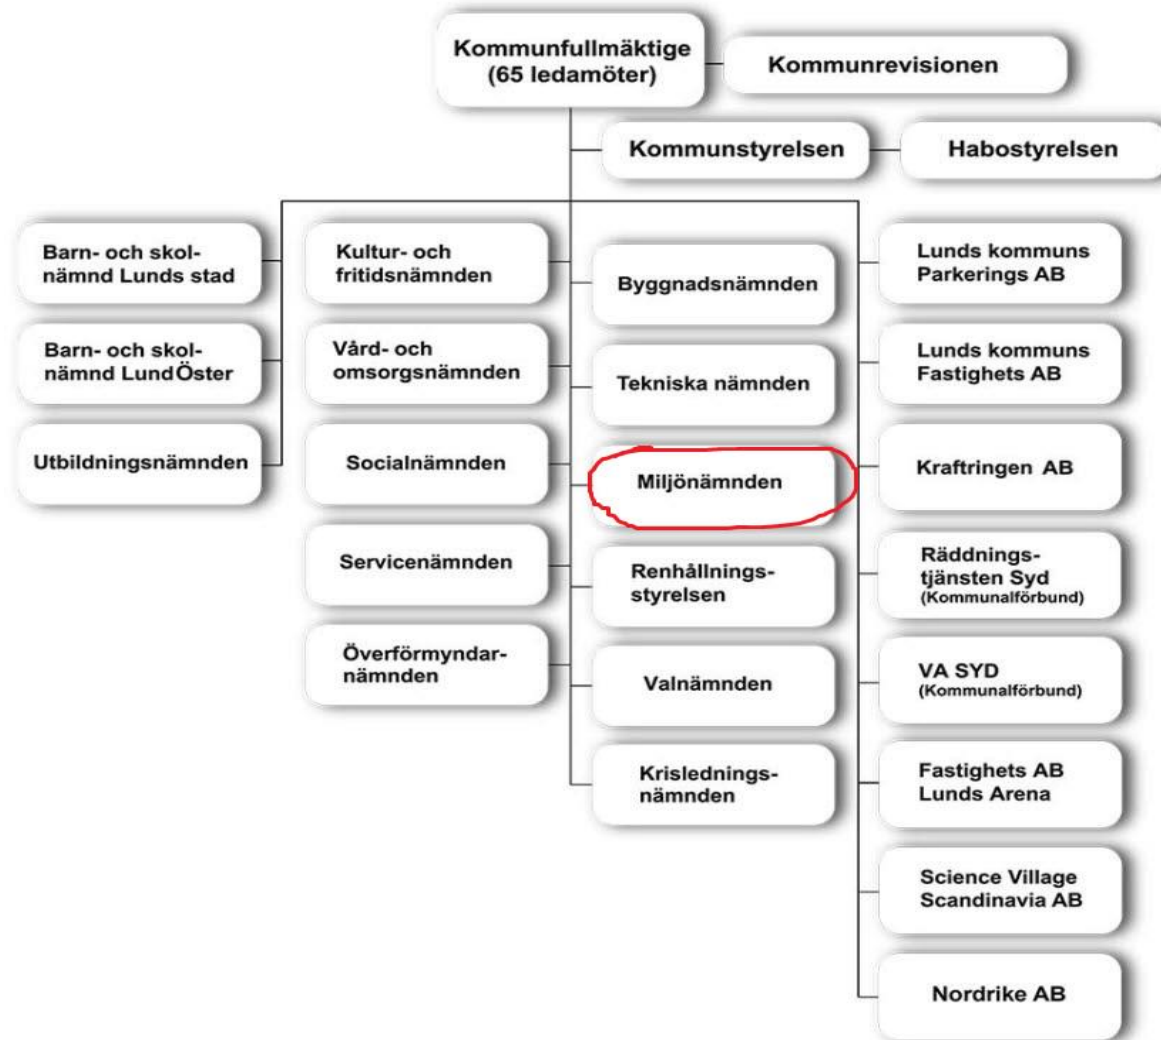 Kommunfullmäktige
(65 ledamöter)
Kommunrevisionen
Kommunstyrelsen
Habostyrelsen
Barn- och skol-
nämnd Lunds stad
Barn- och skol-
nämnd Lund Öster
Utbildningsnämnden
Kultur- och
fritidsnämnden
Vård- och
omsorgsnämnden
Socialnämnden
Servicenämnden
Överförmyndar-
nämnden
Byggnadsnämnden
Tekniska nämnden
Miljönämnden
Renhållnings-
styrelsen
Valnämnden
Krislednings-
nämnden
Lunds kommuns
Parkerings AB
Lunds kommuns
Fastighets AB
Kraftringen AB
Räddnings-
tjänsten Syd
(Kommunalförbund)
VA SYD
(Kommunalförbund)
Fastighets AB
Lunds Arena
Science Village
Scandinavia AB
Nordrike AB